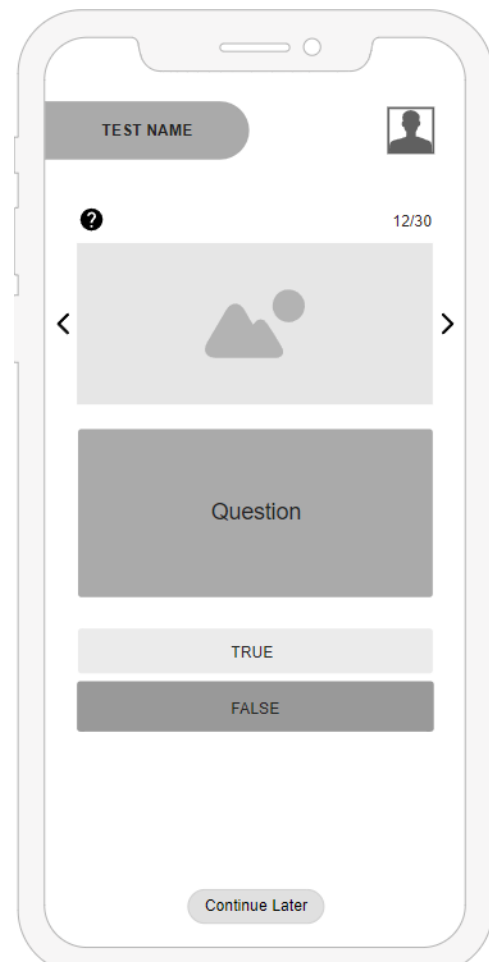 TEST NAME
?
12/30
Question
TRUE
FALSE
Continue Later